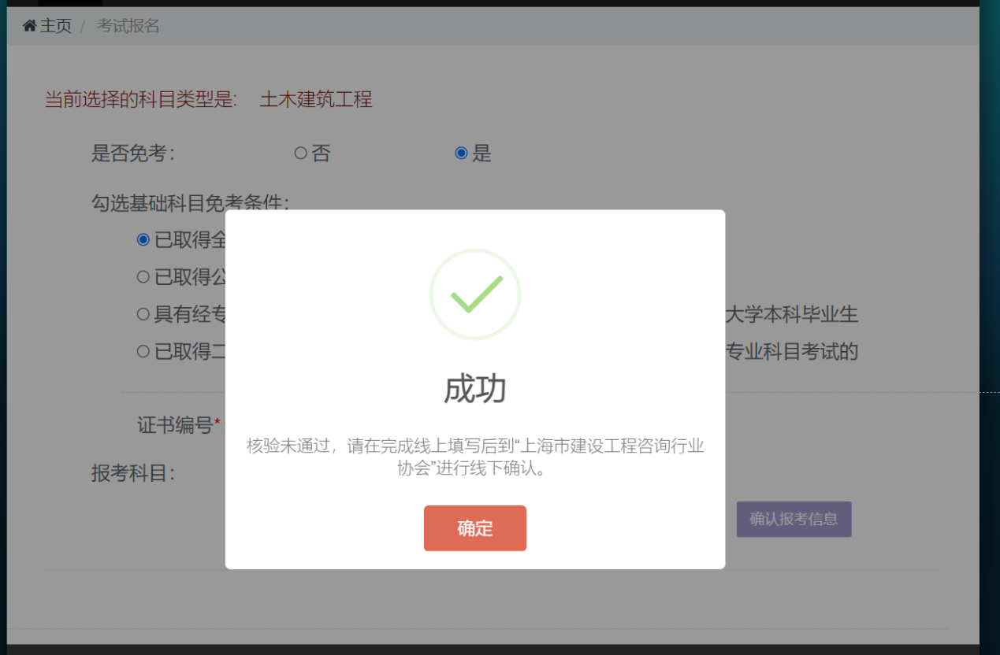 主页 / 考试报名
当前选择的科目类型是: 土木建筑工程
是否免考: 否 是
勾选基础科目免考条件:
已取得全
已取得公
具有经专 大学本科毕业生
已取得二 专业科目考试的
成功
证书编号*
核验未通过，请在完成线上填写后到“上海市建设工程咨询行业
协会”进行线下确认。
报考科目:
确定
确认报考信息